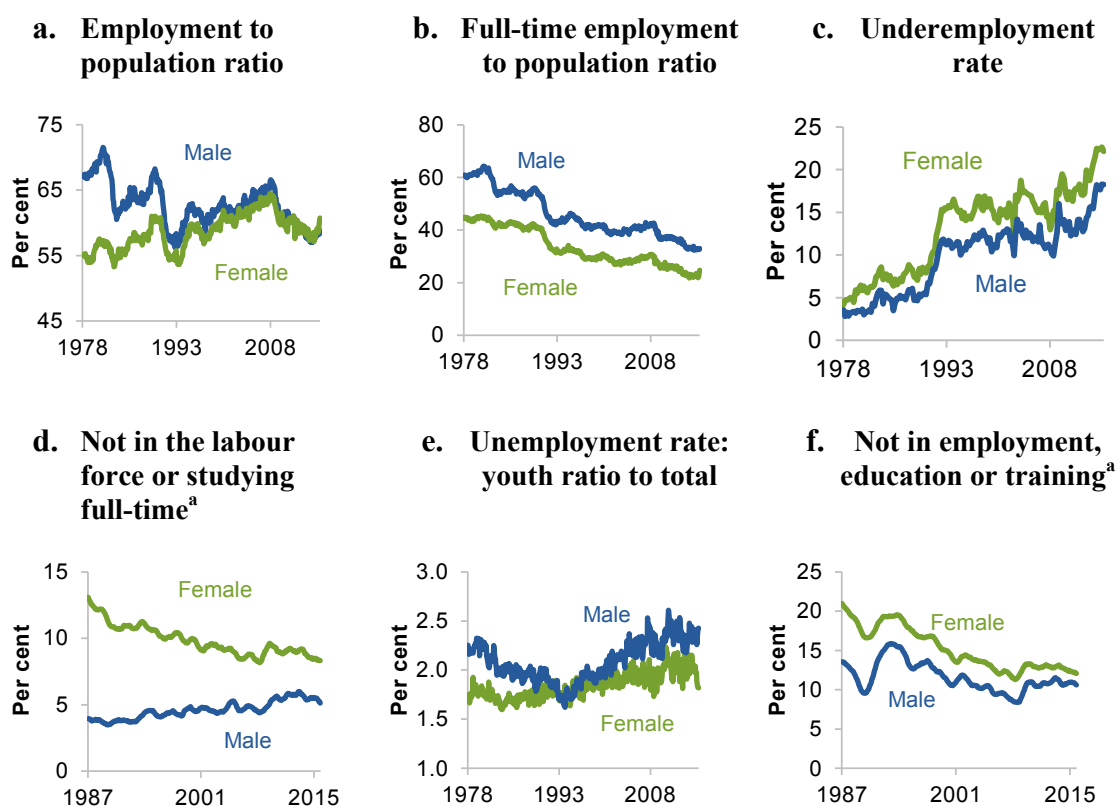 a. Employment to
population ratio
75
65
55
45
Per cent
Male
Female
1978
1993
2008
b. Full-time employment
to population ratio
80
60
40
20
0
Per cent
Male
Female
1978
1993
2008
c. Underemployment
rate
25
20
15
10
5
0
Per cent
Female
Male
1978
1993
2008
d. Not in the labour
force or studying
full-timeᵃ
15
10
5
0
Per cent
Female
Male
1987
2001
2015
e. Unemployment rate:
youth ratio to total
3.0
2.5
2.0
1.5
1.0
Per cent
Male
Female
1978
1993
2008
f. Not in employment,
education or trainingᵃ
25
20
15
10
5
0
Per cent
Female
Male
1987
2001
2015